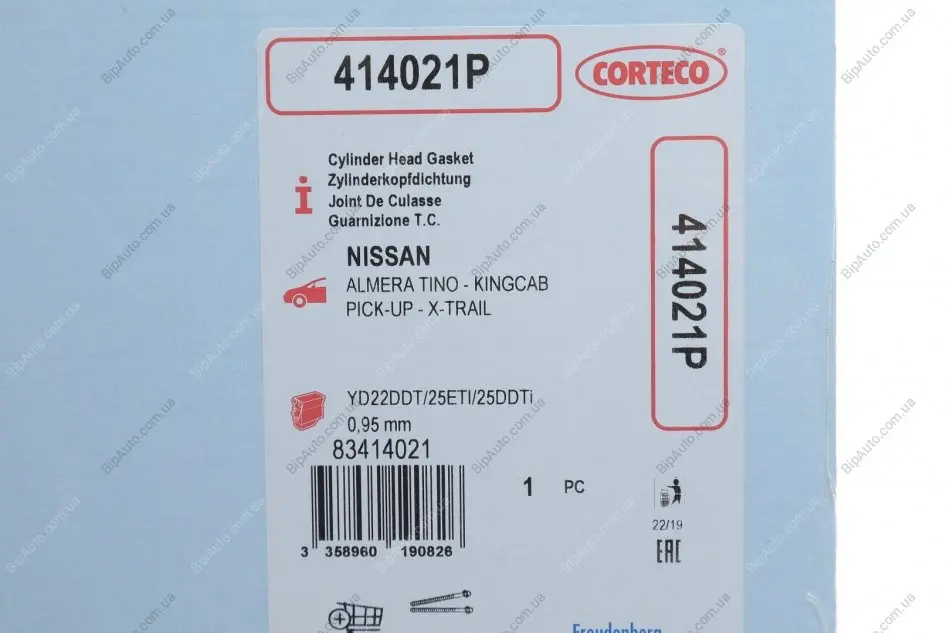 414021P
CORTECO®
Cylinder Head Gasket
Zylinderkopfdichtung
Joint De Culasse
Guarnizione T.C.
NISSAN
ALMERA TINO - KINGCAB
PICK-UP - X-TRAIL
414021P
YD22DDT/25ETI/25DDTi
0,95 mm
83414021
1 PC
3 358960 190826
22/19
EAC
Freudenberg
BipAuto.com.ua